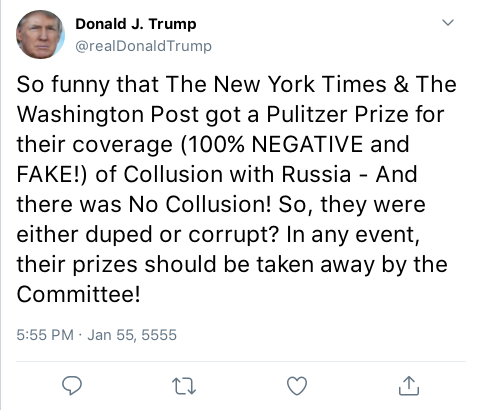 Donald J. Trump
@realDonaldTrump
So funny that The New York Times & The
Washington Post got a Pulitzer Prize for
their coverage (100% NEGATIVE and
FAKE!) of Collusion with Russia - And
there was No Collusion! So, they were
either duped or corrupt? In any event,
their prizes should be taken away by the
Committee!
5:55 PM · Jan 55, 5555